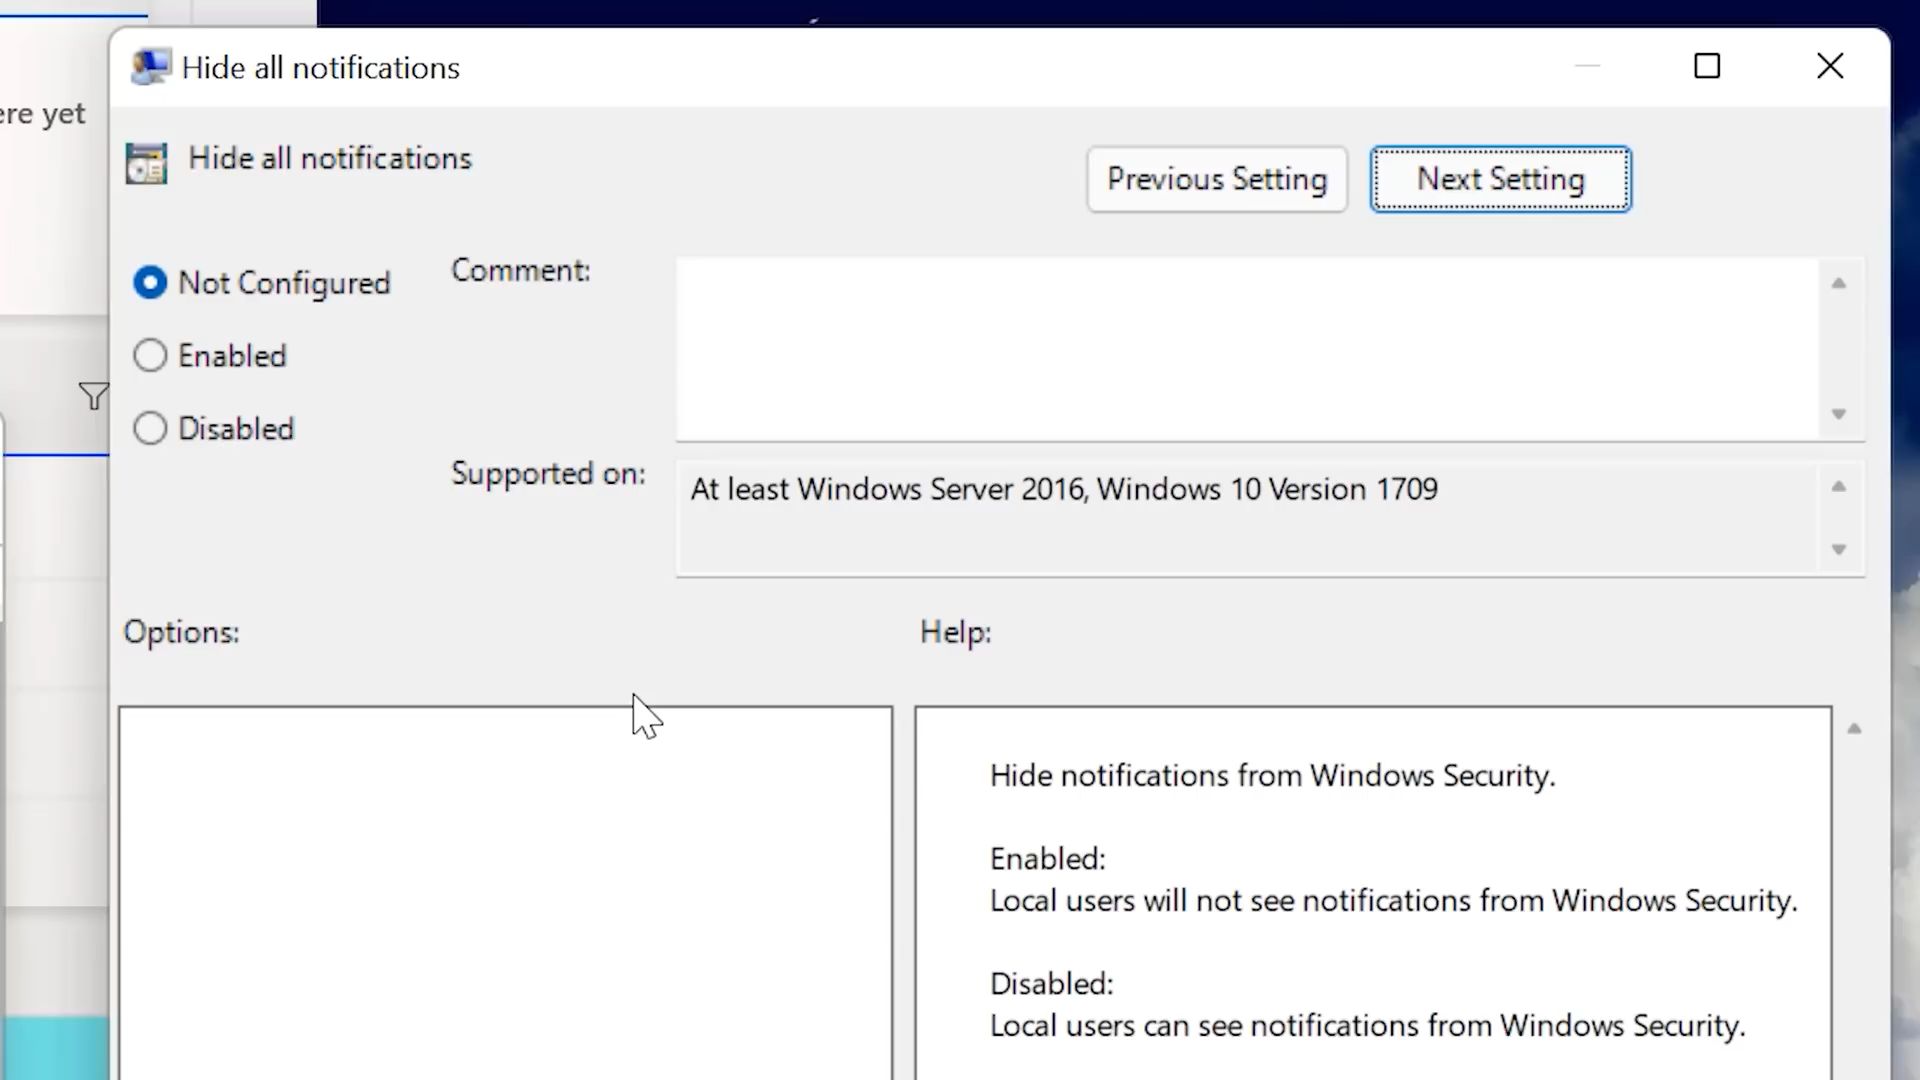 ere yet
Hide all notifications
Hide all notifications
Previous Setting
Next Setting
Not Configured
Comment:
Enabled
Disabled
Supported on:
At least Windows Server 2016, Windows 10 Version 1709
Options:
Help:
Hide notifications from Windows Security.
Enabled:
Local users will not see notifications from Windows Security.
Disabled:
Local users can see notifications from Windows Security.